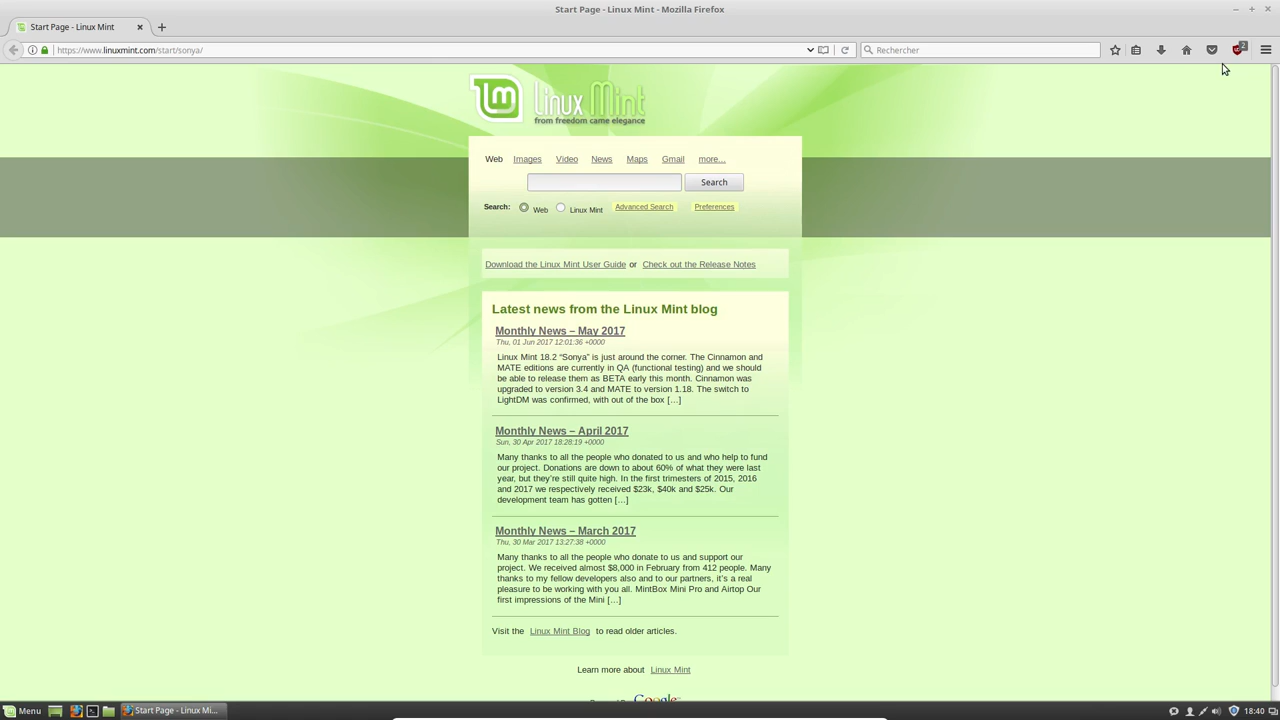 Start Page - Linux Mint - Mozilla Firefox
Start Page - Linux Mint
https://www.linuxmint.com/start/sonya/
Rechercher
2
Linux Mint
from freedom came elegance
Web Images Video News Maps Gmail more...
Search
Search: Web Linux Mint Advanced Search Preferences
Download the Linux Mint User Guide or Check out the Release Notes
Latest news from the Linux Mint blog
Monthly News – May 2017
Thu, 01 Jun 2017 12:01:36 +0000
Linux Mint 18.2 “Sonya” is just around the corner. The Cinnamon and
MATE editions are currently in QA (functional testing) and we should
be able to release them as BETA early this month. Cinnamon was
upgraded to version 3.4 and MATE to version 1.18. The switch to
LightDM was confirmed, with out of the box […]
Monthly News – April 2017
Sun, 30 Apr 2017 18:28:19 +0000
Many thanks to all the people who donated to us and who help to fund
our project. Donations are down to about 60% of what they were last
year, but they’re still quite high. In the first trimesters of 2015, 2016
and 2017 we respectively received $23k, $40k and $25k. Our
development team has gotten […]
Monthly News – March 2017
Thu, 30 Mar 2017 13:27:38 +0000
Many thanks to all the people who donate to us and support our
project. We received almost $8,000 in February from 412 people. Many
thanks to my fellow developers also and to our partners, it’s a real
pleasure to be working with you all. MintBox Mini Pro and Airtop Our
first impressions of the Mini […]
Visit the Linux Mint Blog to read older articles.
Learn more about Linux Mint
Google
Menu
Start Page - Linux Mi...
18:40